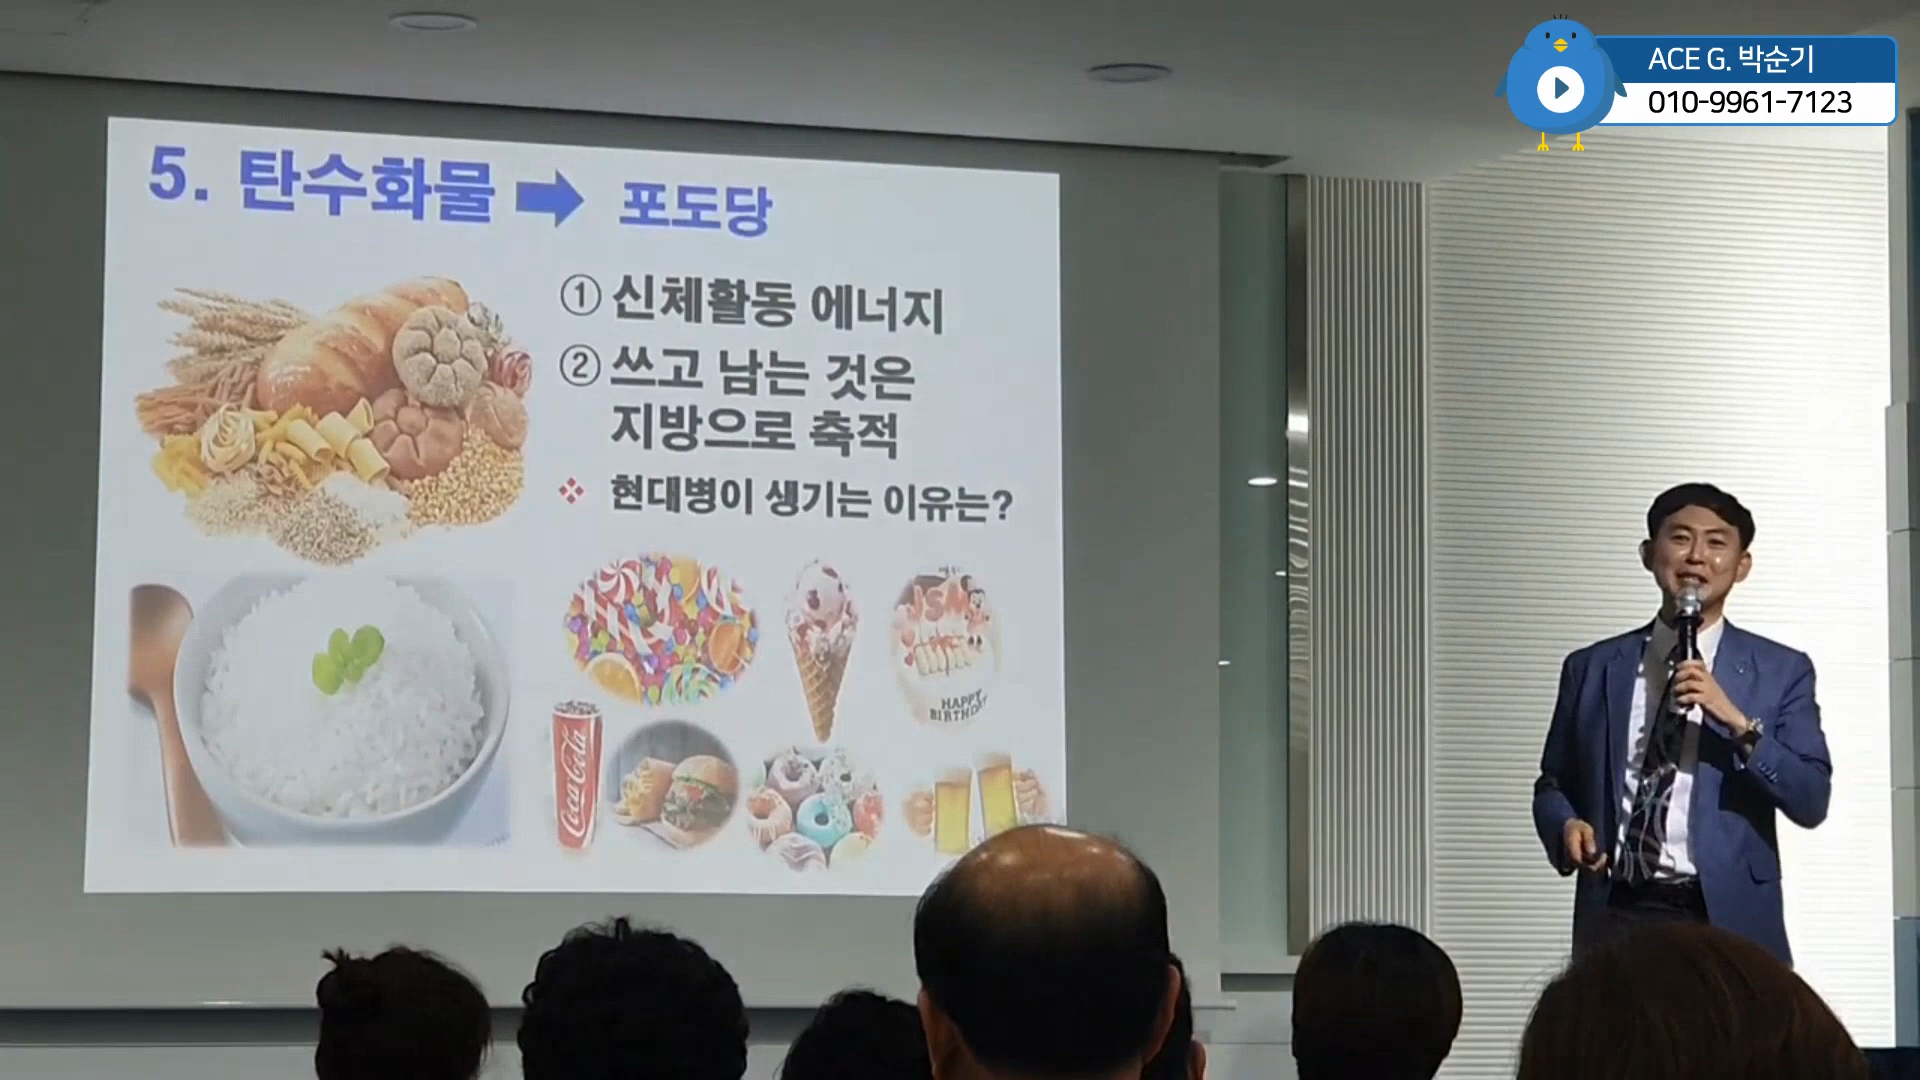 ACE G. 박순기
010-9961-7123
5. 탄수화물 ➡ 포도당
① 신체활동 에너지
② 쓰고 남는 것은
지방으로 축적
❖ 현대병이 생기는 이유는?
HAPPY
BIRTHDAY
Coca-Cola